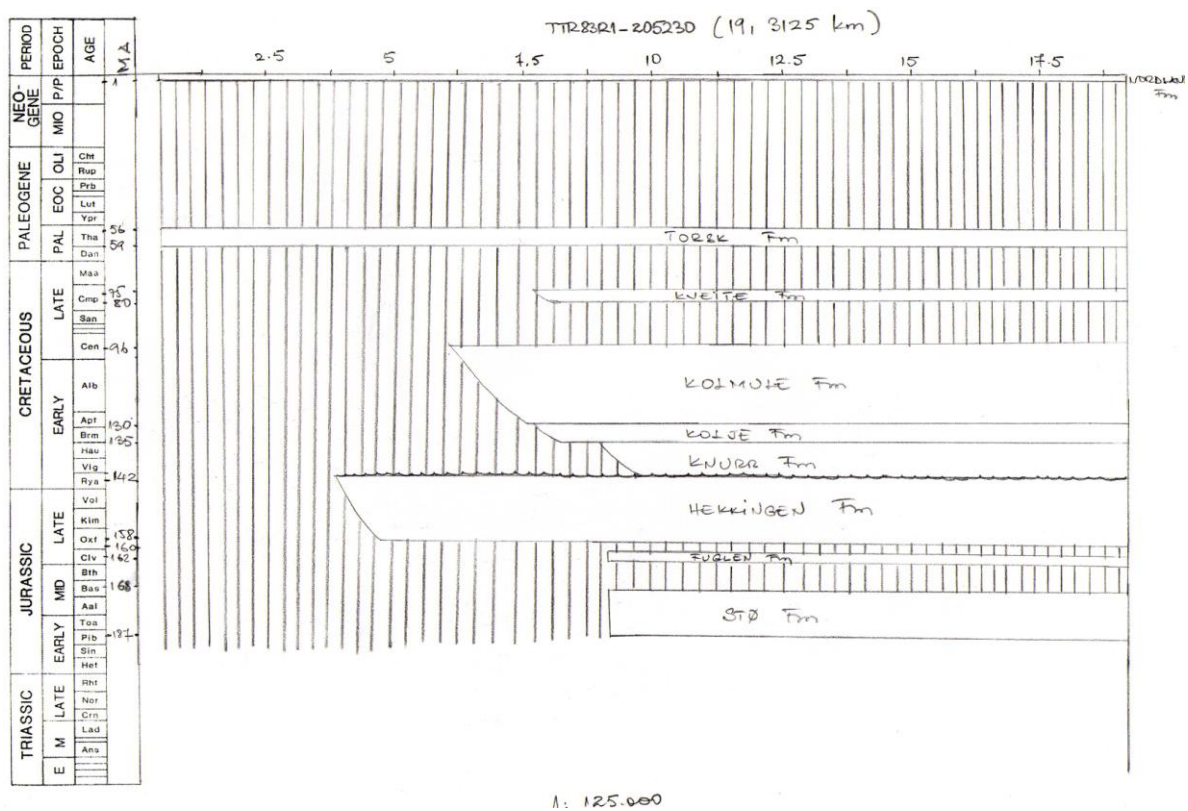 TTR83R1-205230 (19,3125 km)
2.5 5 7.5 10 12.5 15 17.5
PERIOD EPOCH AGE MA
NEO-GENE P/P 1
MIO
PALEOGENE OLI Cht
Rup
EOC Prb
Lut
Ypr
PAL Tha 56 59 TORSK Fm
Dan
CRETACEOUS LATE Maa
Cmp 75 80 KVEITE Fm
San
Cen 96
EARLY Alb KOLMULE Fm
Apt 130
Brm 135 KOLJE Fm
Hau
Vlg KNURR Fm
Rya 142
JURASSIC LATE Vol
Kim HEKKINGEN Fm
Oxf 158 160
Clv 162 FUGLEN Fm
MID Bth
Bas 168
Aal
EARLY Toa STØ Fm
Plb 187
Sin
Het
TRIASSIC LATE Rht
Nor
Crn
M Lad
Ans
E
1: 125.000